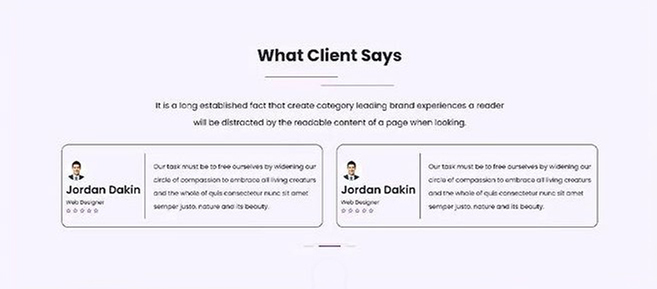 What Client Says
It is a long established fact that create category leading brand experiences a reader
will be distracted by the readable content of a page when looking.
Jordan Dakin
Web Designer
Our task must be to free ourselves by widening our
circle of compassion to embrace all living creaturs
and the whole of quis consectetur nunc sit amet
semper justo. nature and its beauty.
Jordan Dakin
Web Designer
Our task must be to free ourselves by widening our
circle of compassion to embrace all living creaturs
and the whole of quis consectetur nunc sit amet
semper justo. nature and its beauty.